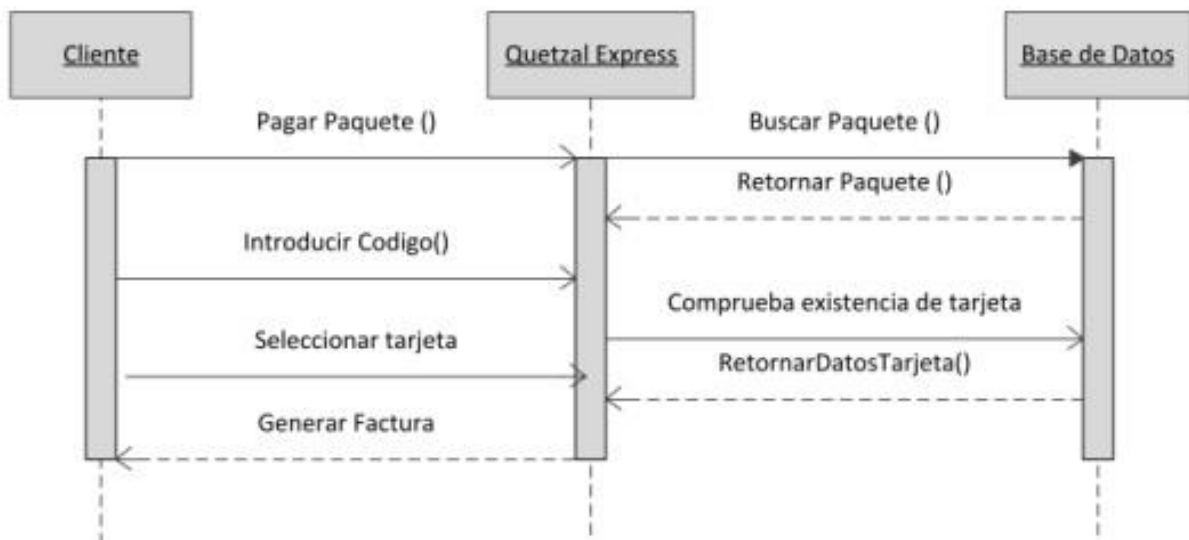 Cliente
Quetzal Express
Base de Datos
Pagar Paquete ()
Buscar Paquete ()
Retornar Paquete ()
Introducir Codigo()
Comprueba existencia de tarjeta
Seleccionar tarjeta
RetornarDatosTarjeta()
Generar Factura